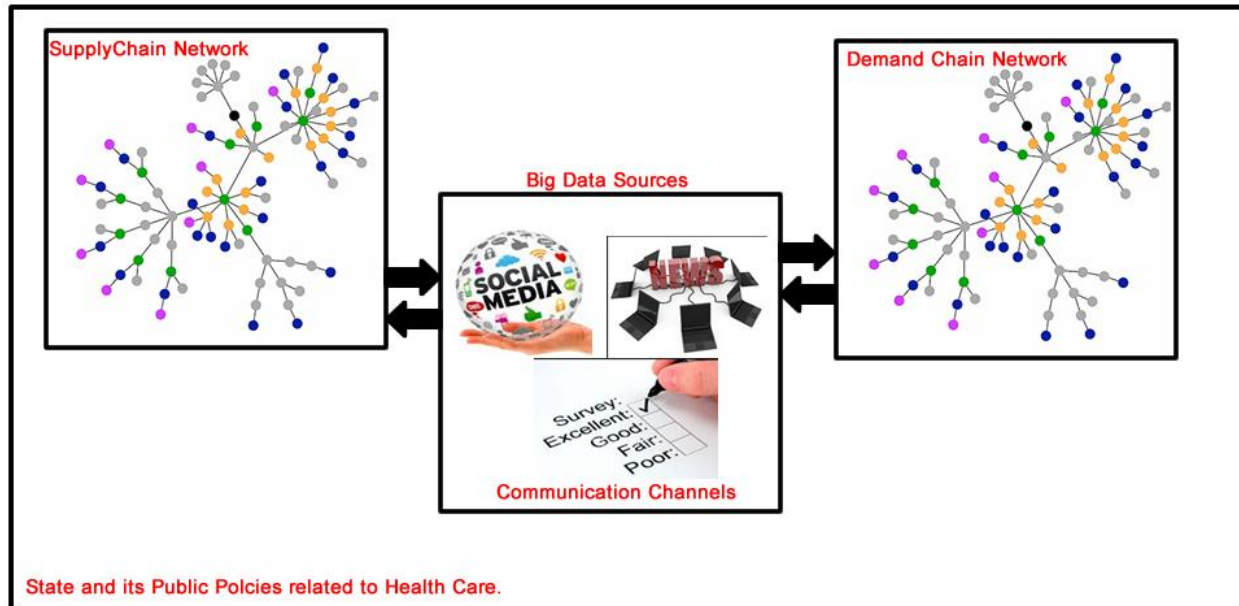 SupplyChain Network
Demand Chain Network
Big Data Sources
SOCIAL
MEDIA
NEWS
Survey:
Excellent:
Good:
Fair:
Poor:
Communication Channels
State and its Public Polcies related to Health Care.